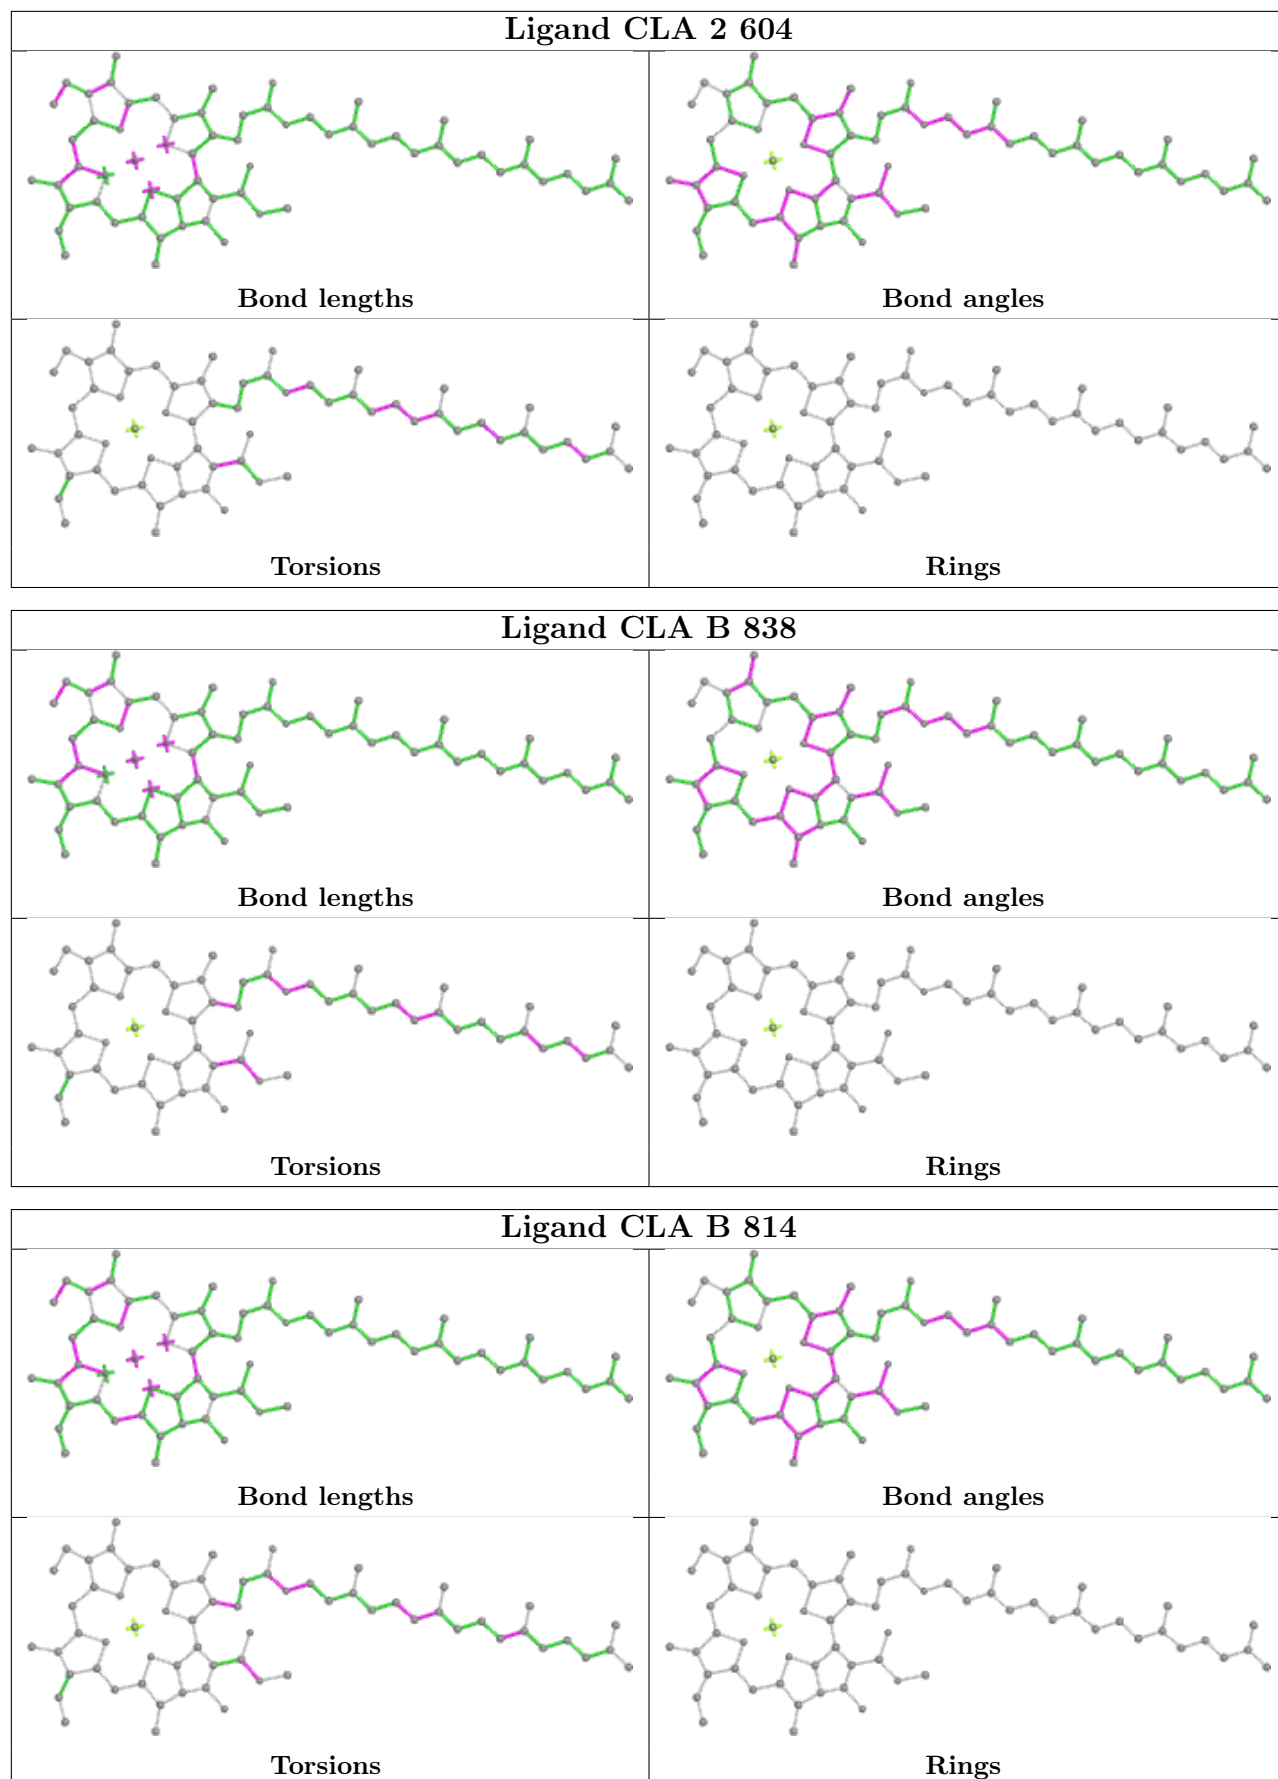 Ligand CLA 2 604
Bond lengths
Bond angles
Torsions
Rings
Ligand CLA B 838
Bond lengths
Bond angles
Torsions
Rings
Ligand CLA B 814
Bond lengths
Bond angles
Torsions
Rings